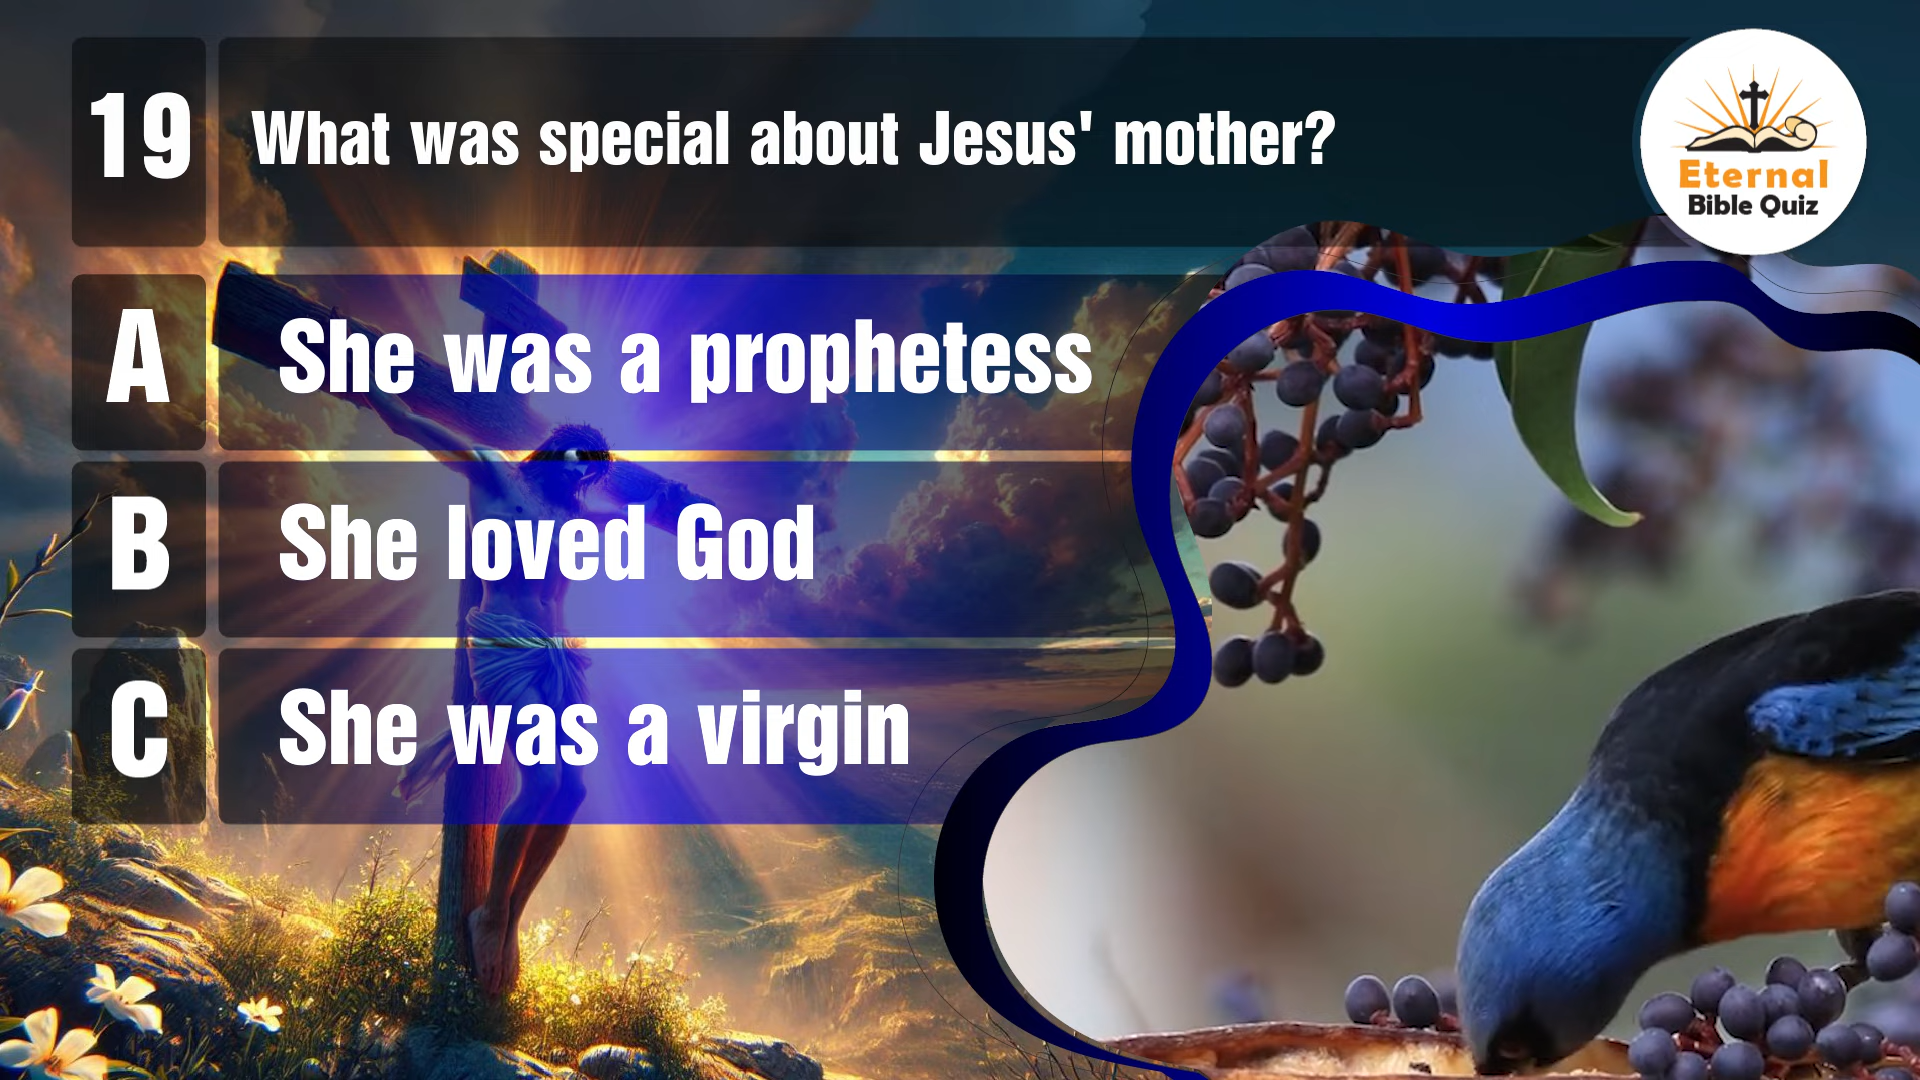 19
What was special about Jesus' mother?
Eternal
Bible Quiz
A
She was a prophetess
B
She loved God
C
She was a virgin